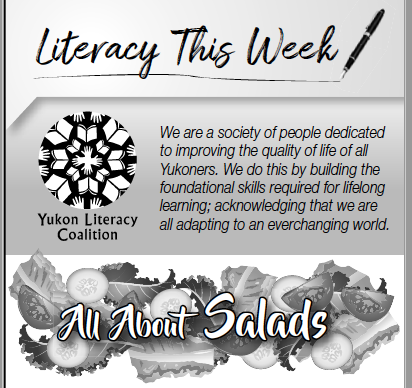 Literacy This Week
We are a society of people dedicated
to improving the quality of life of all
Yukoners. We do this by building the
foundational skills required for lifelong
learning; acknowledging that we are
all adapting to an everchanging world.
Yukon Literacy
Coalition
All About Salads